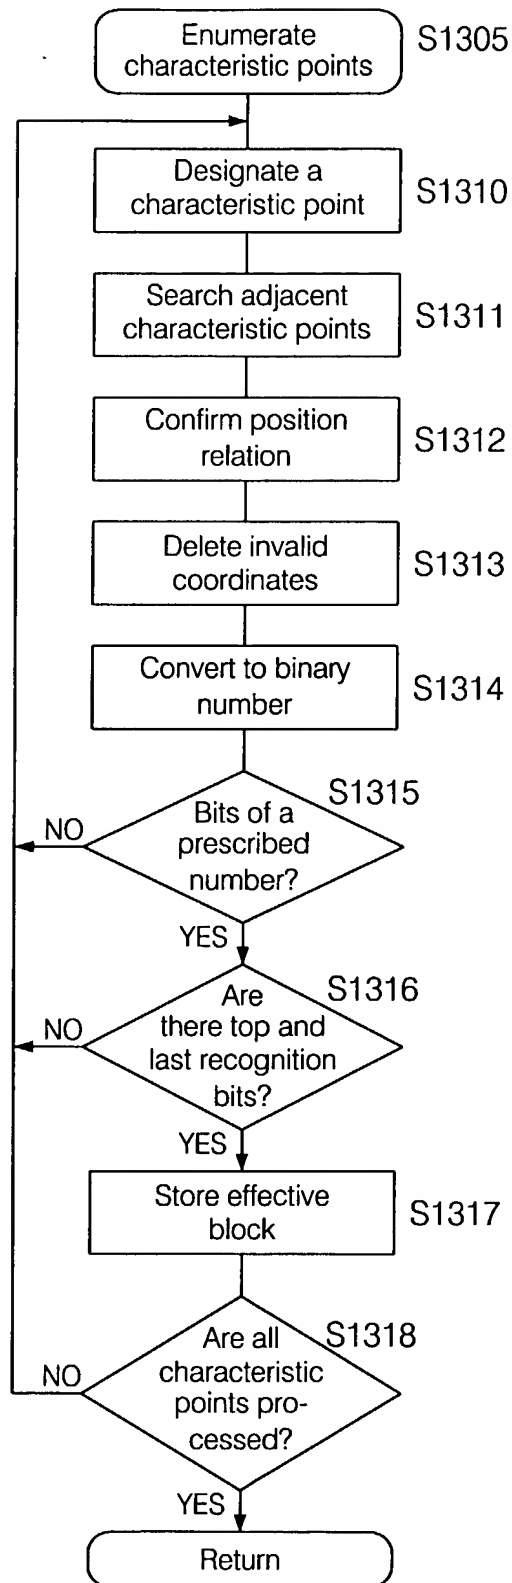 Enumerate
characteristic points
S1305
Designate a
characteristic point
S1310
Search adjacent
characteristic points
S1311
Confirm position
relation
S1312
Delete invalid
coordinates
S1313
Convert to binary
number
S1314
S1315
Bits of a
prescribed
number?
NO
YES
S1316
Are
there top and
last recognition
bits?
NO
YES
Store effective
block
S1317
S1318
Are all
characteristic
points pro-
cessed?
NO
YES
Return